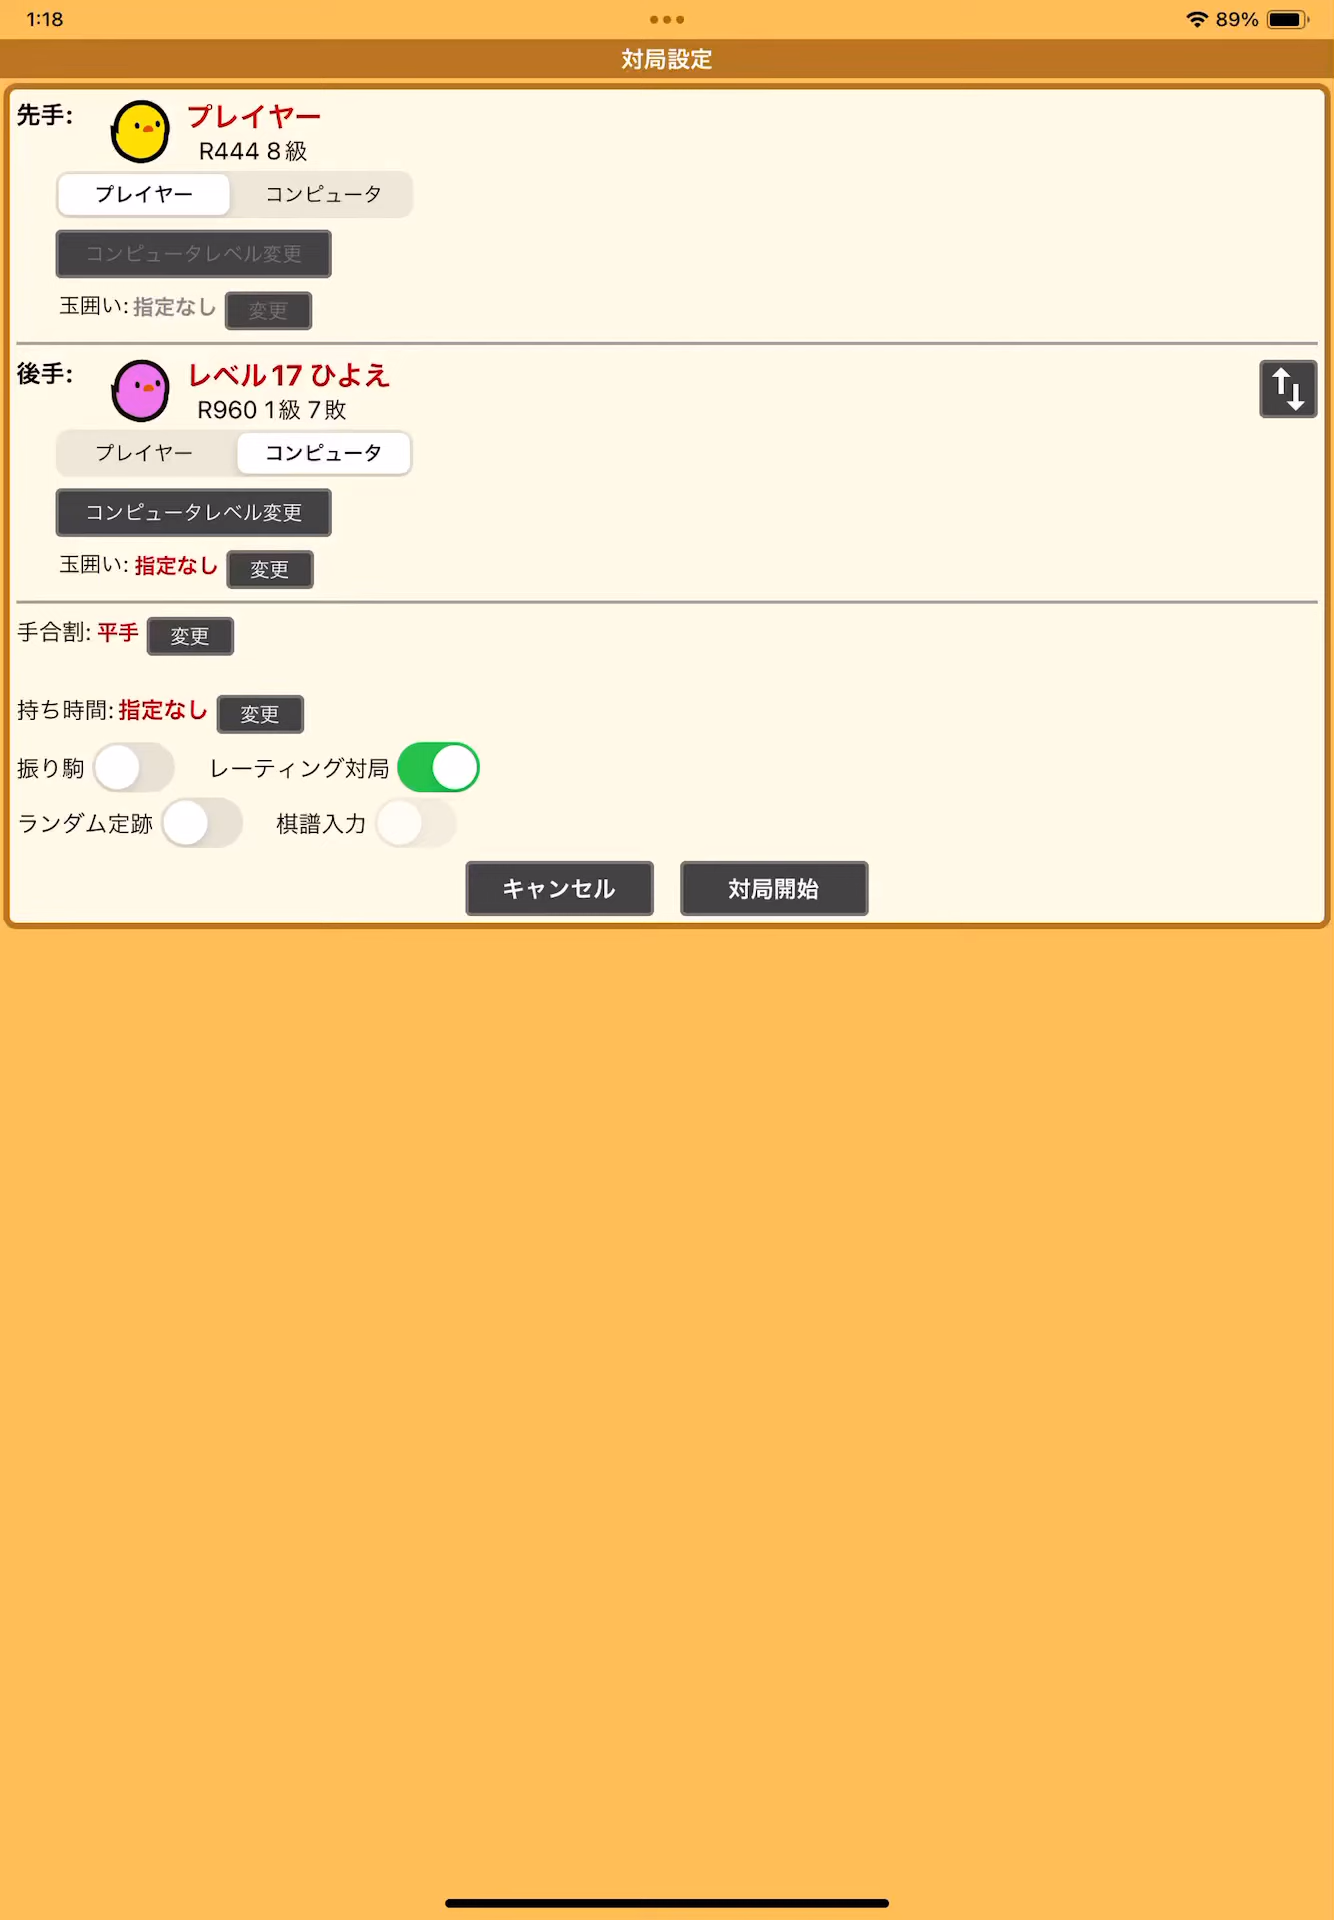 1:18
89%
対局設定
先手:
プレイヤー
R444 8級
プレイヤー コンピュータ
コンピュータレベル変更
玉囲い: 指定なし 変更
後手:
レベル17 ひよえ
R960 1級 7敗
プレイヤー コンピュータ
コンピュータレベル変更
玉囲い: 指定なし 変更
手合割: 平手 変更
持ち時間: 指定なし 変更
振り駒 レーティング対局
ランダム定跡 棋譜入力
キャンセル 対局開始